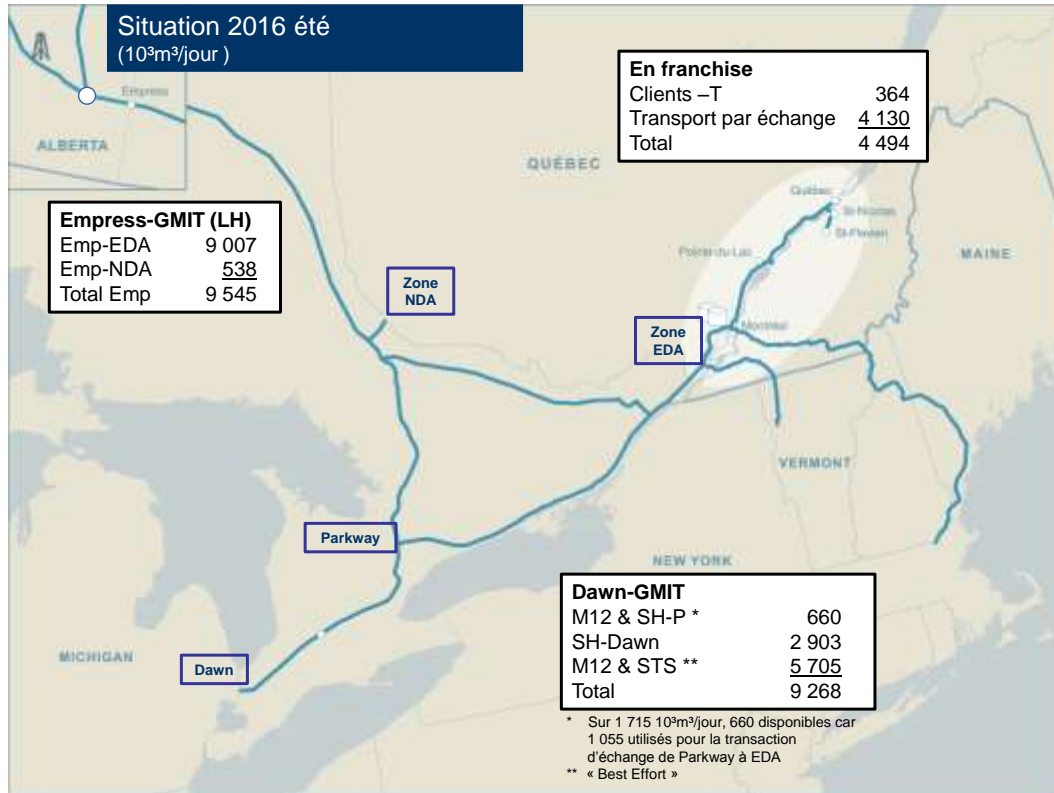 Situation 2016 été
(10³m³/jour )
Empress
ALBERTA
En franchise
Clients –T 364
Transport par échange 4 130
Total 4 494
QUÉBEC
Québec
St-Nicolas
St-Flavien
Pointe-du-Lac
MAINE
Empress-GMIT (LH)
Emp-EDA 9 007
Emp-NDA 538
Total Emp 9 545
Zone
NDA
Zone
EDA
Montréal
VERMONT
Parkway
NEW YORK
Dawn-GMIT
M12 & SH-P * 660
SH-Dawn 2 903
M12 & STS ** 5 705
Total 9 268
MICHIGAN
Dawn
* Sur 1 715 10³m³/jour, 660 disponibles car
1 055 utilisés pour la transaction
d'échange de Parkway à EDA
** « Best Effort »